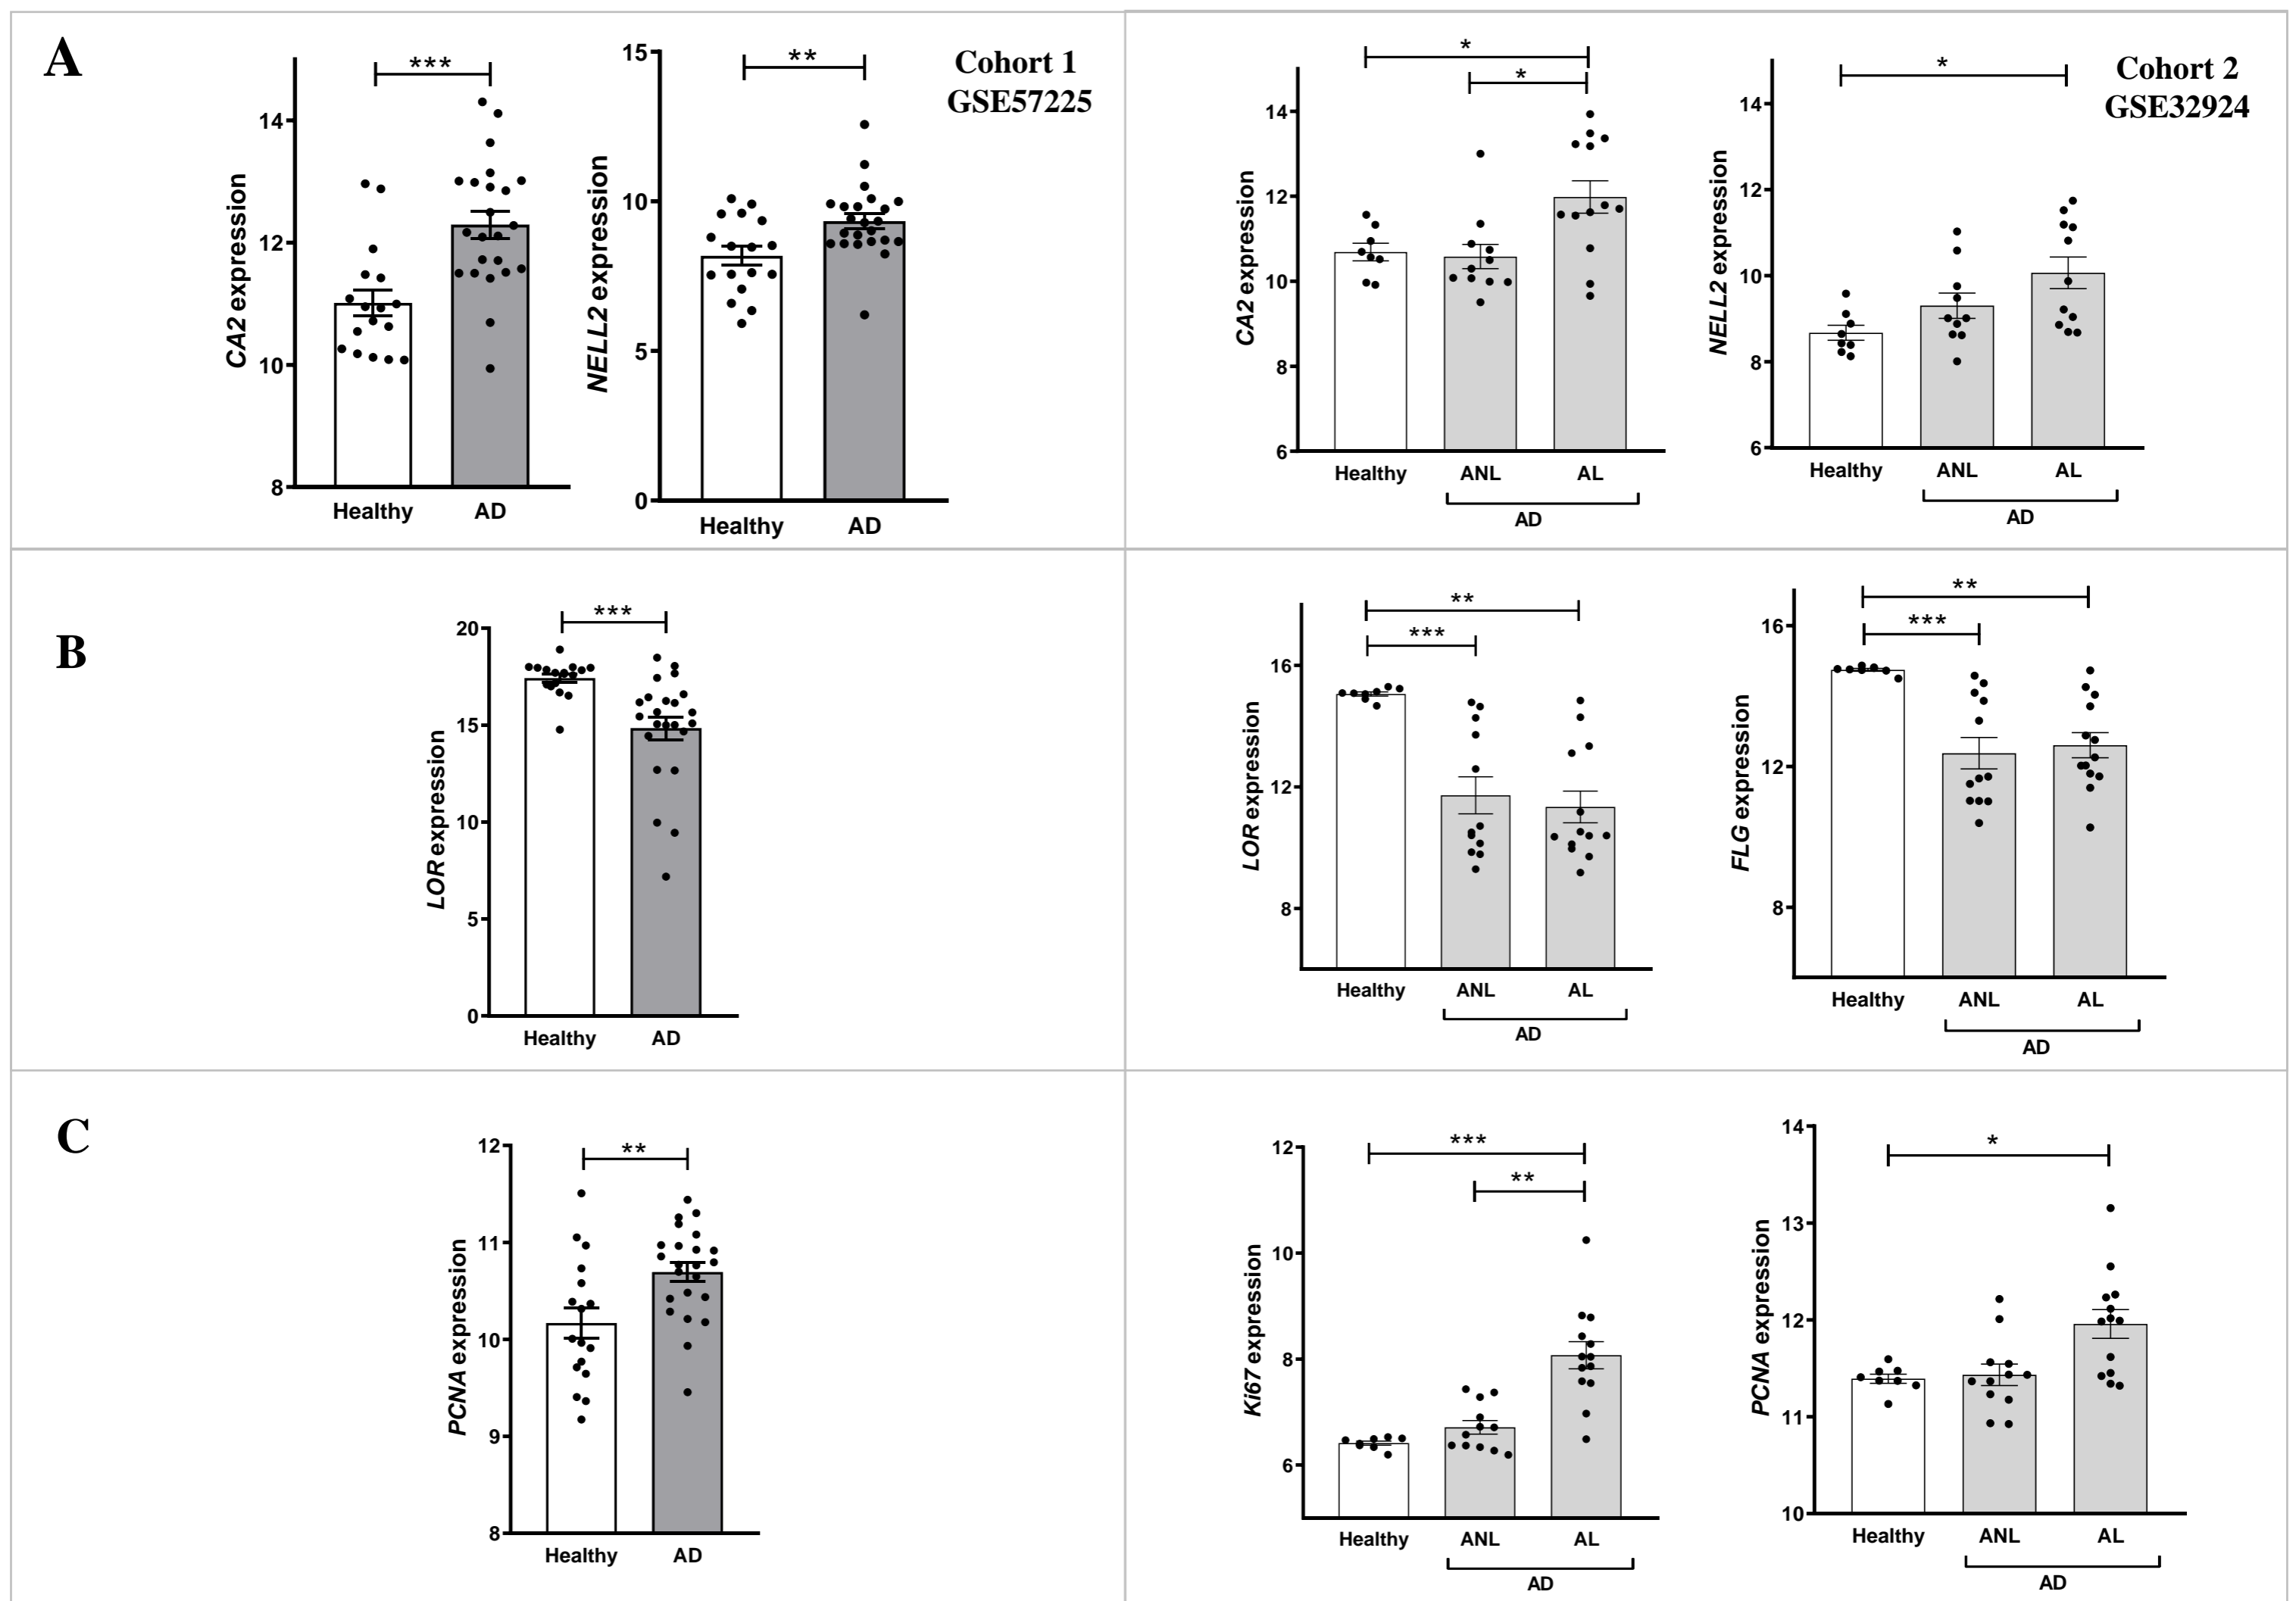 A
Cohort 1
GSE57225
***
CA2 expression
14
12
10
8
Healthy
AD
**
NELL2 expression
15
10
5
0
Healthy
AD
Cohort 2
GSE32924
*
*
CA2 expression
14
12
10
8
6
Healthy
ANL
AL
AD
*
NELL2 expression
14
12
10
8
6
Healthy
ANL
AL
AD
B
***
LOR expression
20
15
10
5
0
Healthy
AD
**
***
LOR expression
16
12
8
Healthy
ANL
AL
AD
**
***
FLG expression
16
12
8
Healthy
ANL
AL
AD
C
**
PCNA expression
12
11
10
9
8
Healthy
AD
***
**
Ki67 expression
12
10
8
6
Healthy
ANL
AL
AD
*
PCNA expression
14
13
12
11
10
Healthy
ANL
AL
AD